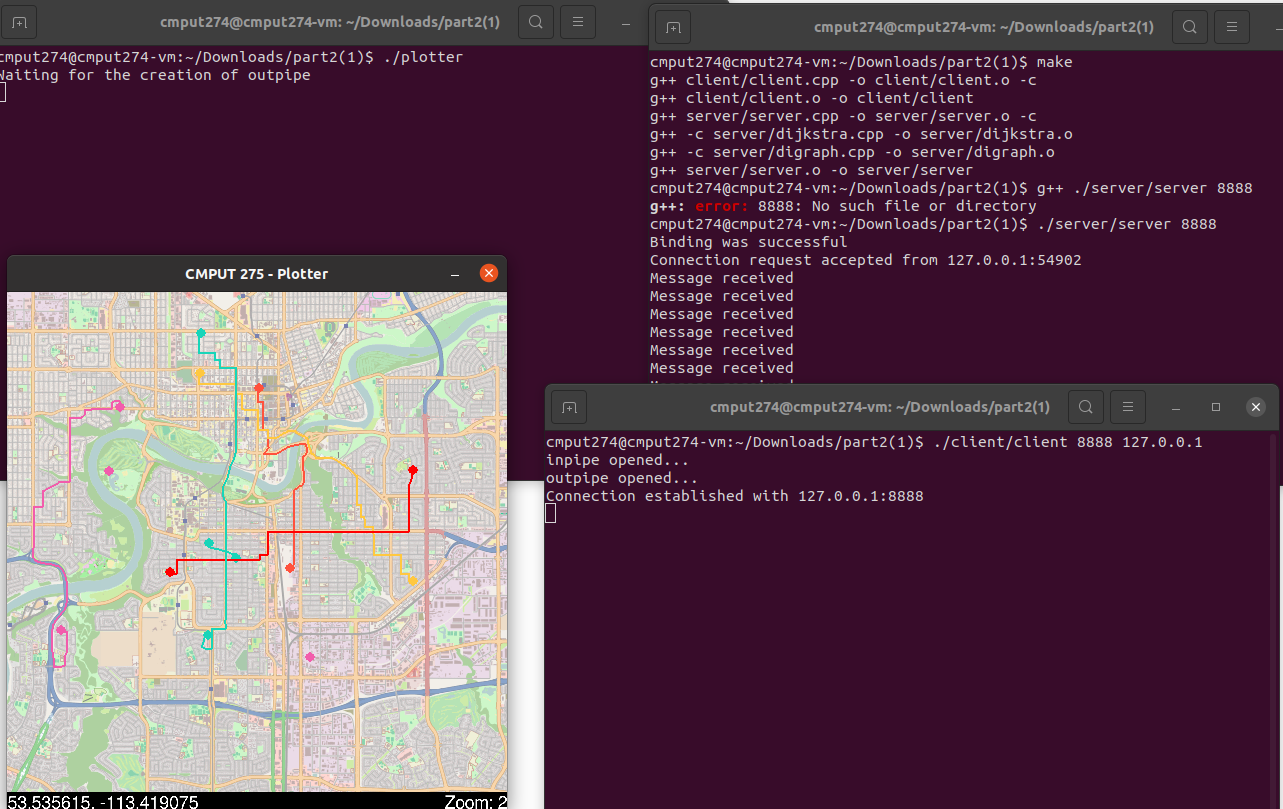 cmput274@cmput274-vm: ~/Downloads/part2(1)
cmput274@cmput274-vm:~/Downloads/part2(1)$ ./plotter
Waiting for the creation of outpipe
cmput274@cmput274-vm: ~/Downloads/part2(1)
cmput274@cmput274-vm:~/Downloads/part2(1)$ make
g++ client/client.cpp -o client/client.o -c
g++ client/client.o -o client/client
g++ server/server.cpp -o server/server.o -c
g++ -c server/dijkstra.cpp -o server/dijkstra.o
g++ -c server/digraph.cpp -o server/digraph.o
g++ server/server.o -o server/server
cmput274@cmput274-vm:~/Downloads/part2(1)$ g++ ./server/server 8888
g++: error: 8888: No such file or directory
cmput274@cmput274-vm:~/Downloads/part2(1)$ ./server/server 8888
Binding was successful
Connection request accepted from 127.0.0.1:54902
Message received
Message received
Message received
Message received
Message received
Message received
CMPUT 275 - Plotter
53.535615, -113.419075
Zoom: 2
cmput274@cmput274-vm: ~/Downloads/part2(1)
cmput274@cmput274-vm:~/Downloads/part2(1)$ ./client/client 8888 127.0.0.1
inpipe opened...
outpipe opened...
Connection established with 127.0.0.1:8888